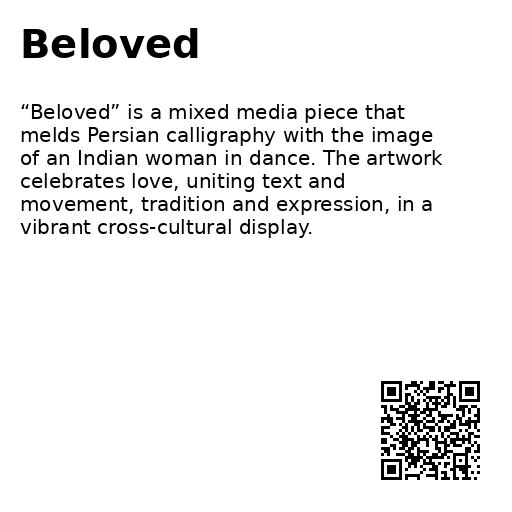 Beloved
“Beloved” is a mixed media piece that
melds Persian calligraphy with the image
of an Indian woman in dance. The artwork
celebrates love, uniting text and
movement, tradition and expression, in a
vibrant cross-cultural display.